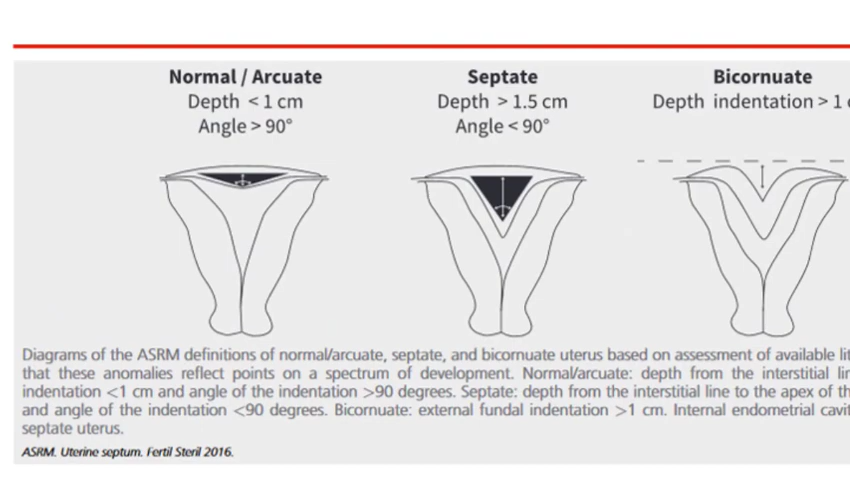 Normal / Arcuate
Depth < 1 cm
Angle > 90°
Septate
Depth > 1.5 cm
Angle < 90°
Bicornuate
Depth indentation > 1
Diagrams of the ASRM definitions of normal/arcuate, septate, and bicornuate uterus based on assessment of available
that these anomalies reflect points on a spectrum of development. Normal/arcuate: depth from the interstitial
indentation <1 cm and angle of the indentation >90 degrees. Septate: depth from the interstitial line to the apex of
and angle of the indentation <90 degrees. Bicornuate: external fundal indentation >1 cm. Internal endometrial
septate uterus.
ASRM. Uterine septum. Fertil Steril 2016.